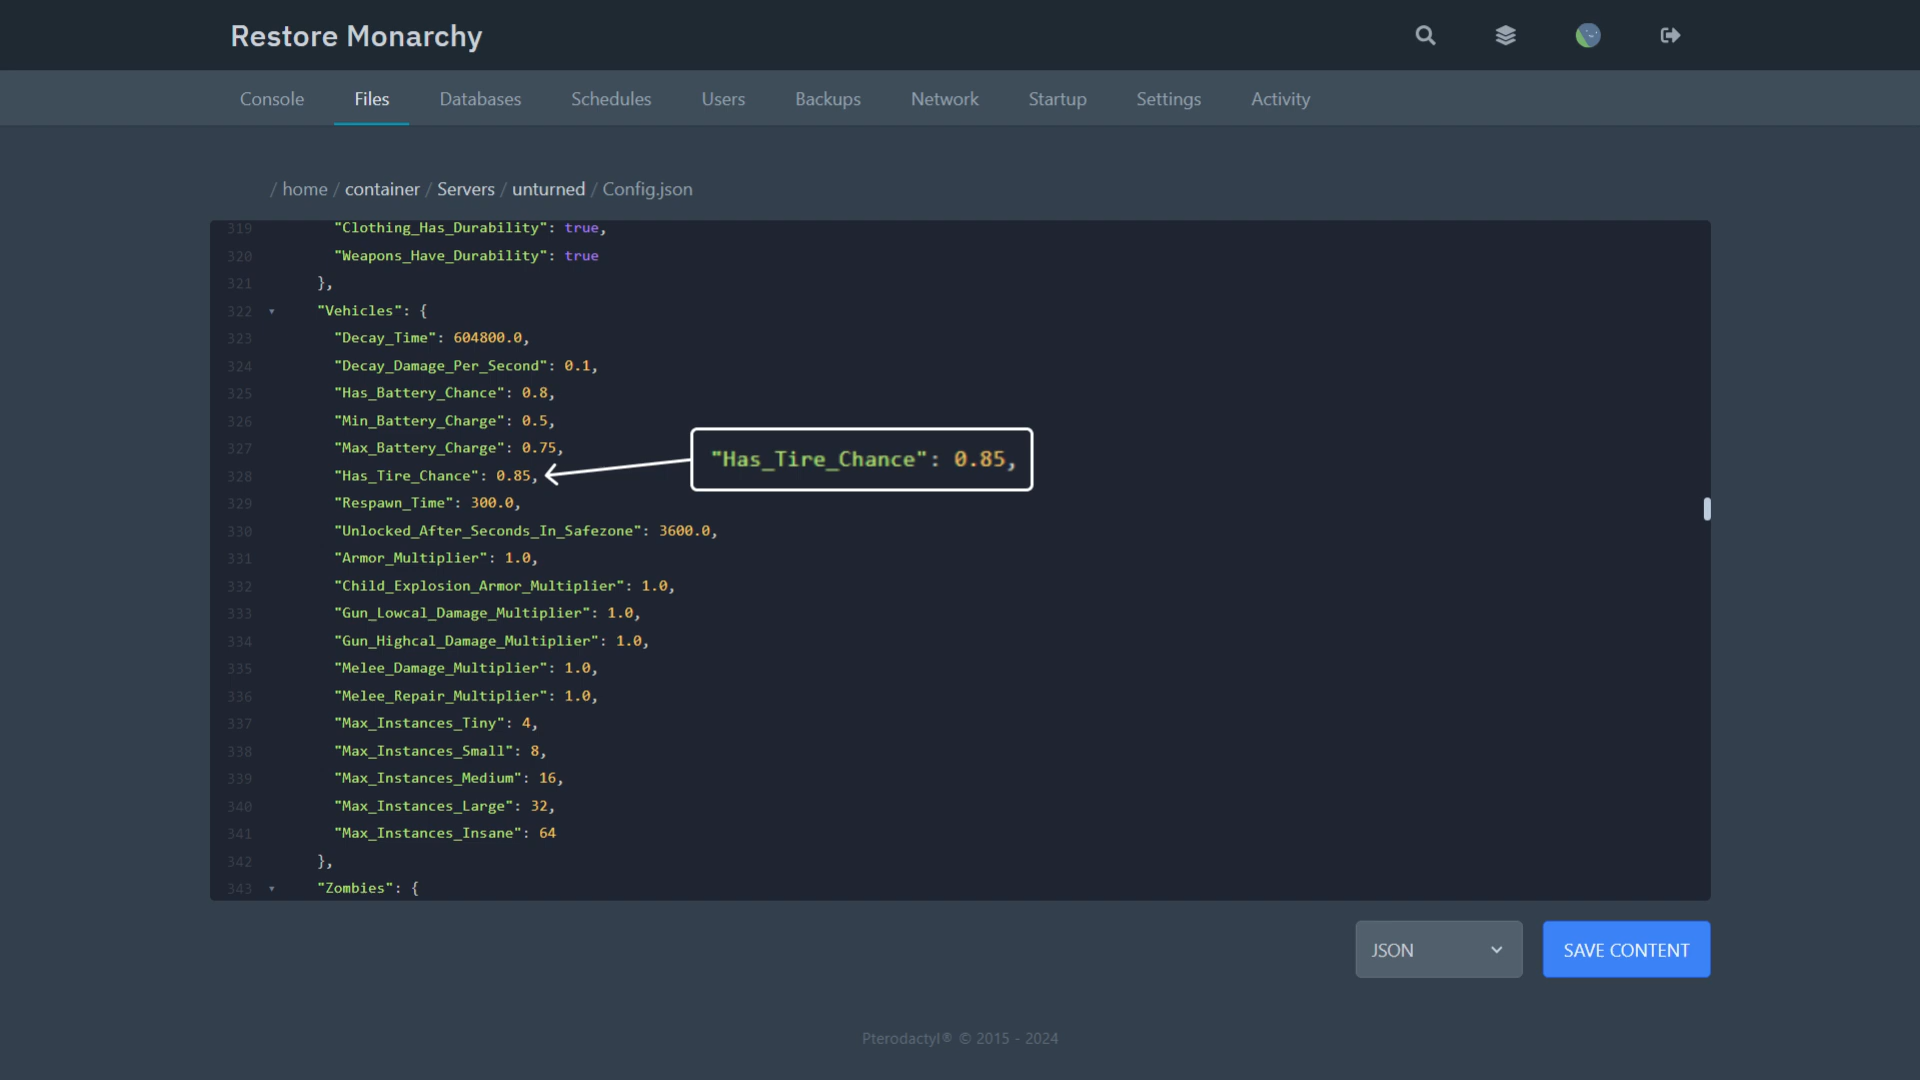 Restore Monarchy
Console Files Databases Schedules Users Backups Network Startup Settings Activity
/ home / container / Servers / unturned / Config.json
319 "Clothing_Has_Durability": true,
320 "Weapons_Have_Durability": true
321 },
322 "Vehicles": {
323 "Decay_Time": 604800.0,
324 "Decay_Damage_Per_Second": 0.1,
325 "Has_Battery_Chance": 0.8,
326 "Min_Battery_Charge": 0.5,
327 "Max_Battery_Charge": 0.75,
"Has_Tire_Chance": 0.85,
328 "Has_Tire_Chance": 0.85,
329 "Respawn_Time": 300.0,
330 "Unlocked_After_Seconds_In_Safezone": 3600.0,
331 "Armor_Multiplier": 1.0,
332 "Child_Explosion_Armor_Multiplier": 1.0,
333 "Gun_Lowcal_Damage_Multiplier": 1.0,
334 "Gun_Highcal_Damage_Multiplier": 1.0,
335 "Melee_Damage_Multiplier": 1.0,
336 "Melee_Repair_Multiplier": 1.0,
337 "Max_Instances_Tiny": 4,
338 "Max_Instances_Small": 8,
339 "Max_Instances_Medium": 16,
340 "Max_Instances_Large": 32,
341 "Max_Instances_Insane": 64
342 },
343 "Zombies": {
JSON
SAVE CONTENT
Pterodactyl® © 2015 - 2024